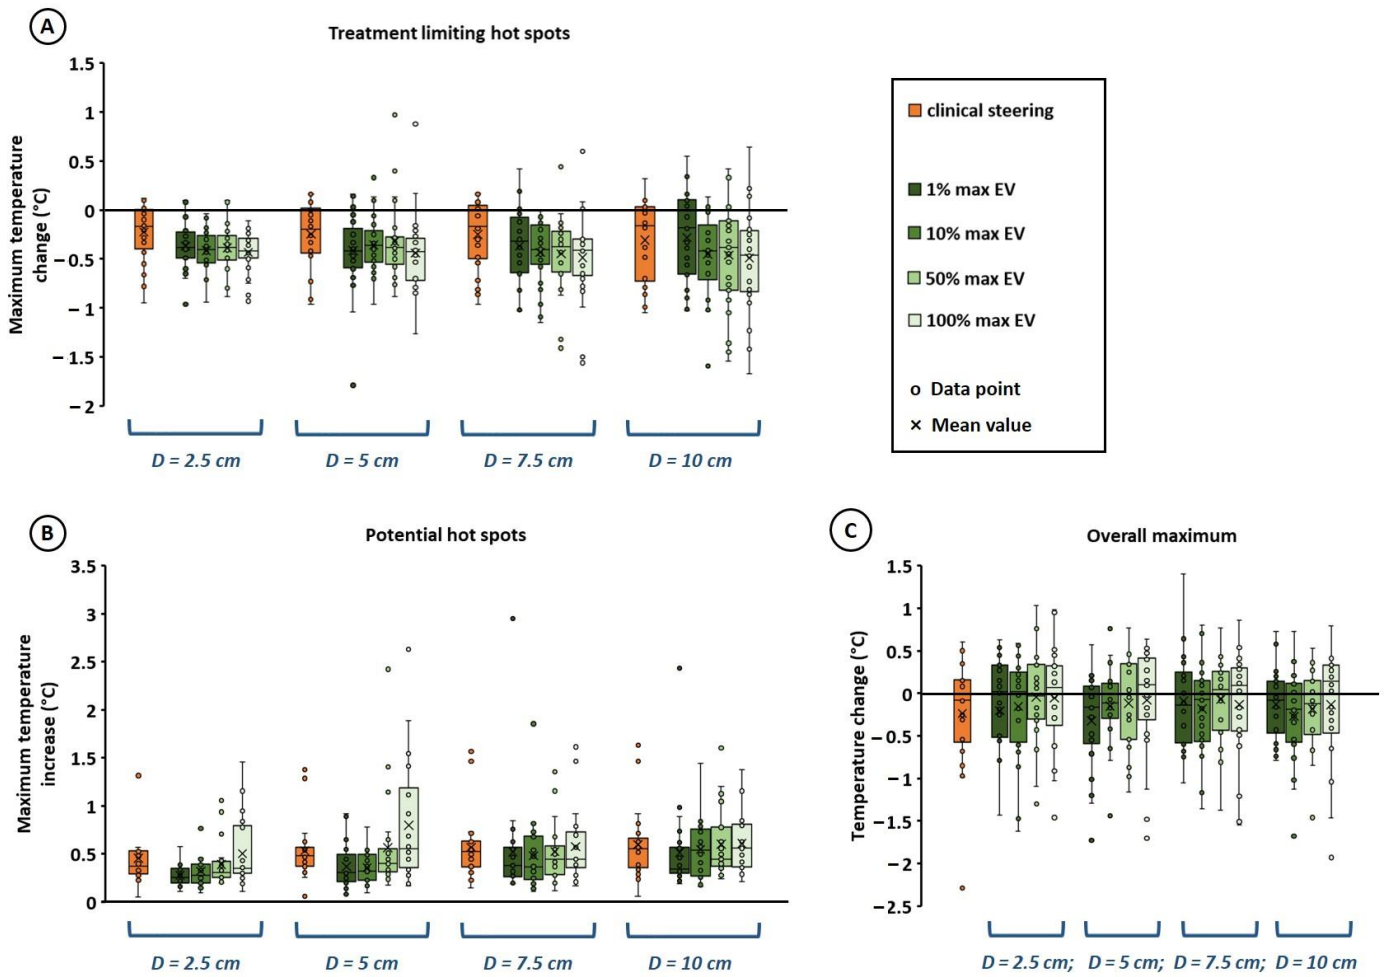 A
Treatment limiting hot spots
Maximum temperature
change (°C)
1.5
1
0.5
0
−0.5
−1
−1.5
−2
D = 2.5 cm
D = 5 cm
D = 7.5 cm
D = 10 cm
clinical steering
1% max EV
10% max EV
50% max EV
100% max EV
o Data point
× Mean value
B
Potential hot spots
Maximum temperature
increase (°C)
3.5
3
2.5
2
1.5
1
0.5
0
D = 2.5 cm
D = 5 cm
D = 7.5 cm
D = 10 cm
C
Overall maximum
Temperature change (°C)
1.5
1
0.5
0
−0.5
−1
−1.5
−2
−2.5
D = 2.5 cm; D = 5 cm; D = 7.5 cm; D = 10 cm